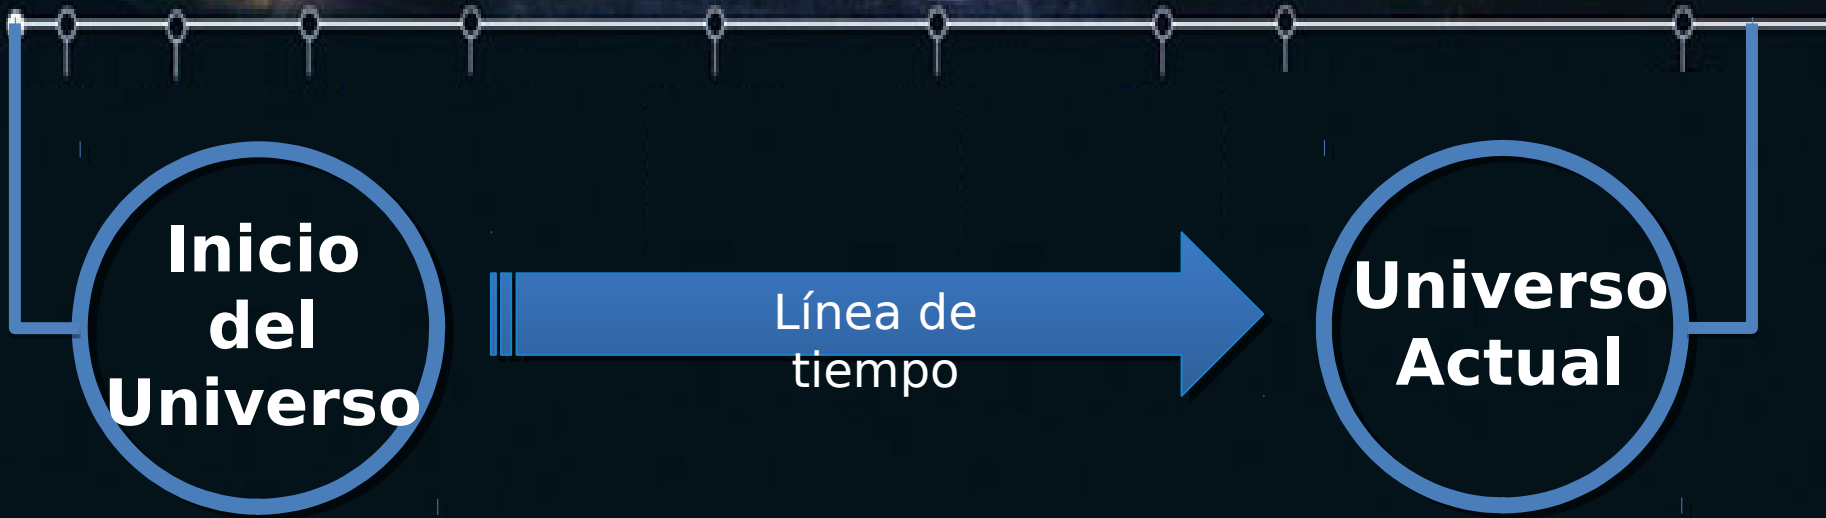 Inicio
del
Universo
Línea de
tiempo
Universo
Actual